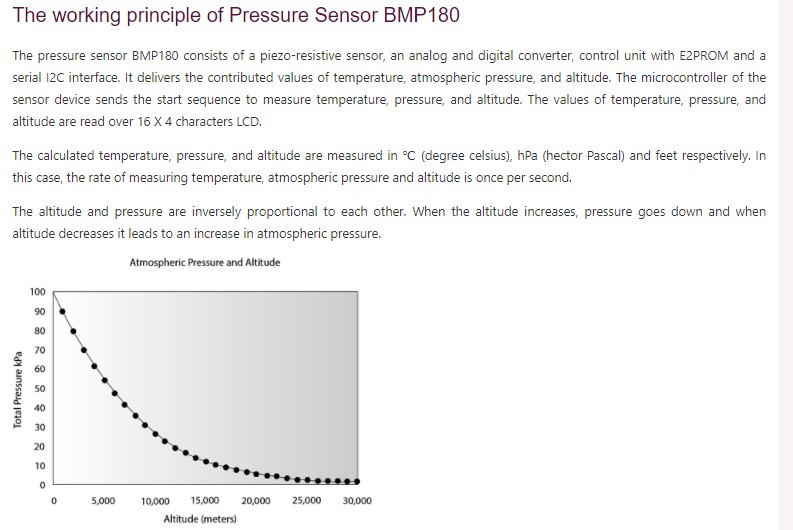 The working principle of Pressure Sensor BMP180
The pressure sensor BMP180 consists of a piezo-resistive sensor, an analog and digital converter, control unit with E2PROM and a
serial I2C interface. It delivers the contributed values of temperature, atmospheric pressure, and altitude. The microcontroller of the
sensor device sends the start sequence to measure temperature, pressure, and altitude. The values of temperature, pressure, and
altitude are read over 16 X 4 characters LCD.
The calculated temperature, pressure, and altitude are measured in °C (degree celsius), hPa (hector Pascal) and feet respectively. In
this case, the rate of measuring temperature, atmospheric pressure and altitude is once per second.
The altitude and pressure are inversely proportional to each other. When the altitude increases, pressure goes down and when
altitude decreases it leads to an increase in atmospheric pressure.
Atmospheric Pressure and Altitude
Total Pressure kPa
100
90
80
70
60
50
40
30
20
10
0
0 5,000 10,000 15,000 20,000 25,000 30,000
Altitude (meters)